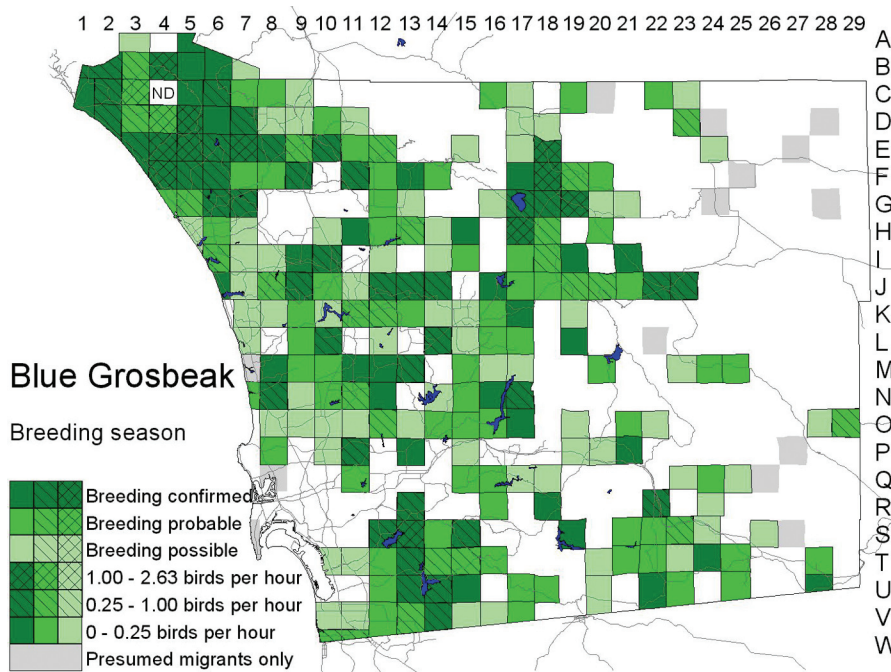 1 2 3 4 5 6 7 8 9 10 11 12 13 14 15 16 17 18 19 20 21 22 23 24 25 26 27 28 29
A
B
C
D
E
F
G
H
I
J
K
L
M
N
O
P
Q
R
S
T
U
V
W
ND
Blue Grosbeak
Breeding season
Breeding confirmed
Breeding probable
Breeding possible
1.00 - 2.63 birds per hour
0.25 - 1.00 birds per hour
0 - 0.25 birds per hour
Presumed migrants only